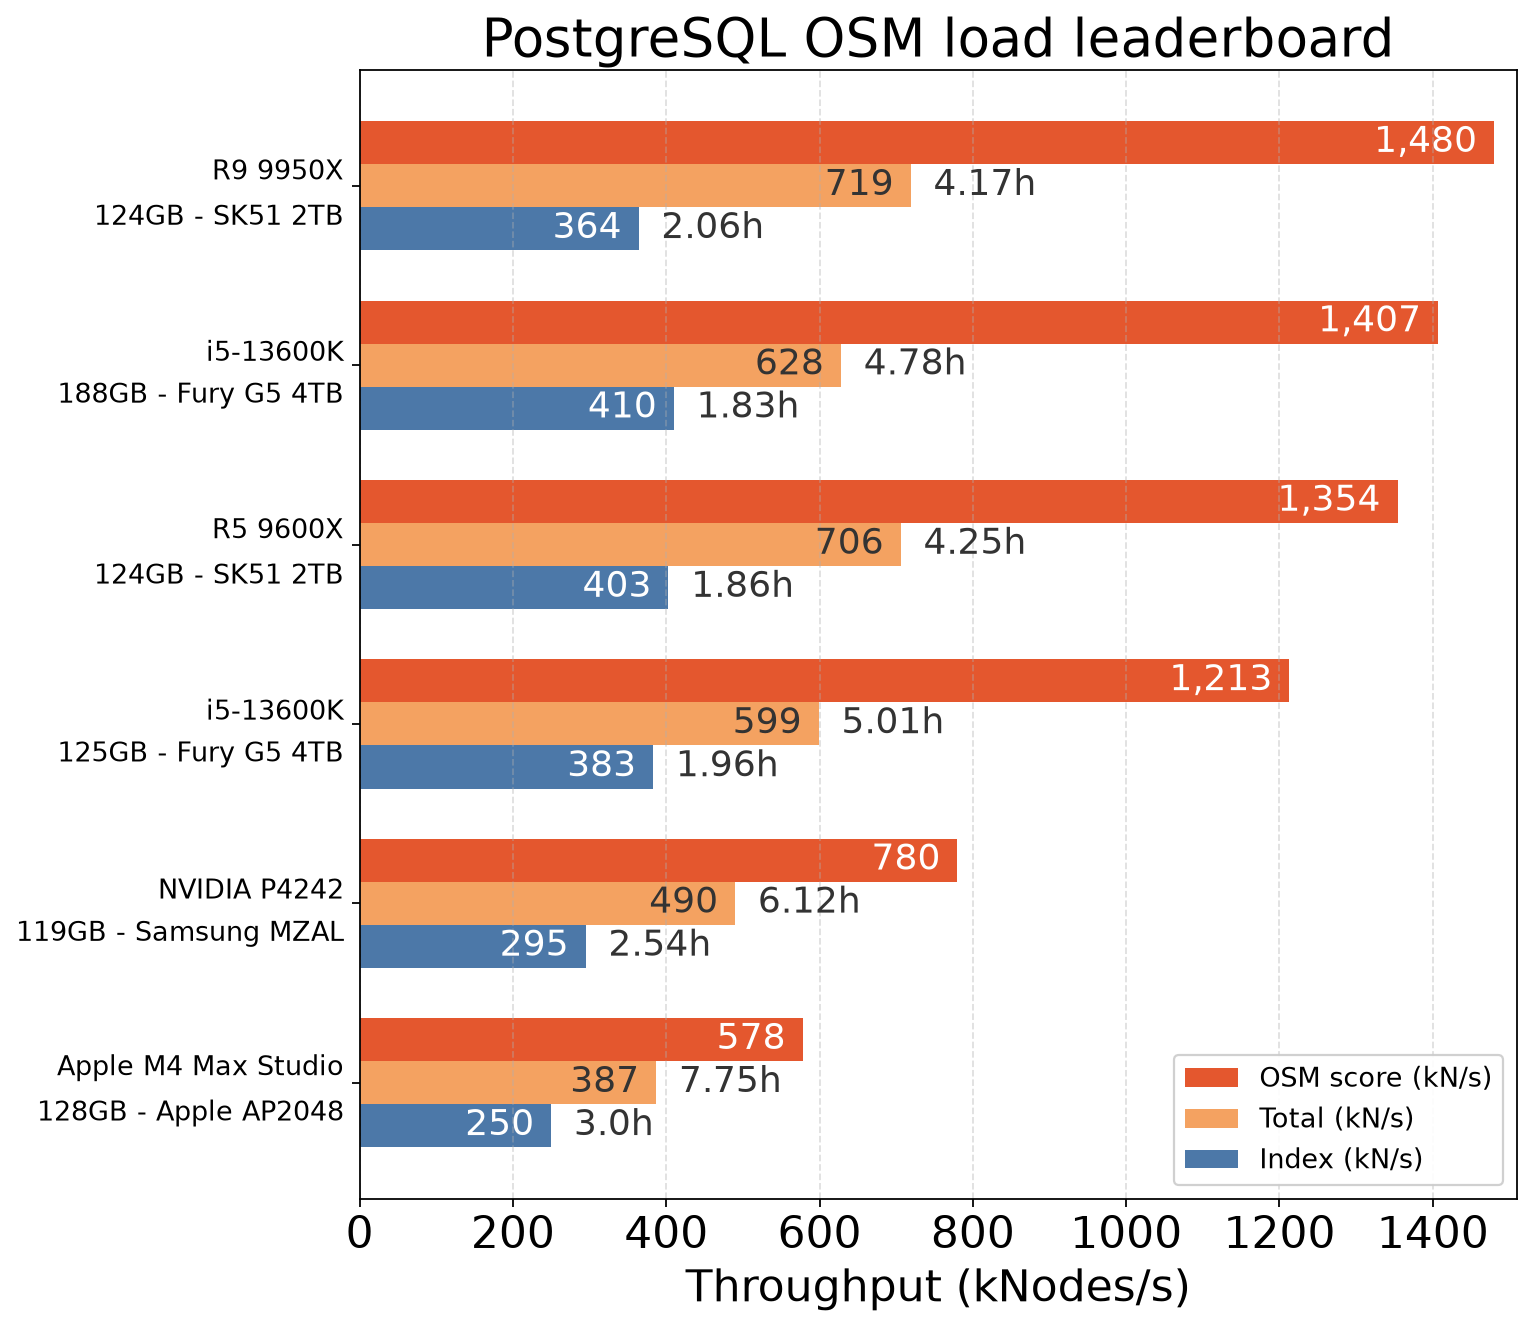 PostgreSQL OSM load leaderboard
R9 9950X
124GB - SK51 2TB
1,480
719 4.17h
364 2.06h
i5-13600K
188GB - Fury G5 4TB
1,407
628 4.78h
410 1.83h
R5 9600X
124GB - SK51 2TB
1,354
706 4.25h
403 1.86h
i5-13600K
125GB - Fury G5 4TB
1,213
599 5.01h
383 1.96h
NVIDIA P4242
119GB - Samsung MZAL
780
490 6.12h
295 2.54h
Apple M4 Max Studio
128GB - Apple AP2048
578
387 7.75h
250 3.0h
OSM score (kN/s)
Total (kN/s)
Index (kN/s)
0 200 400 600 800 1000 1200 1400
Throughput (kNodes/s)